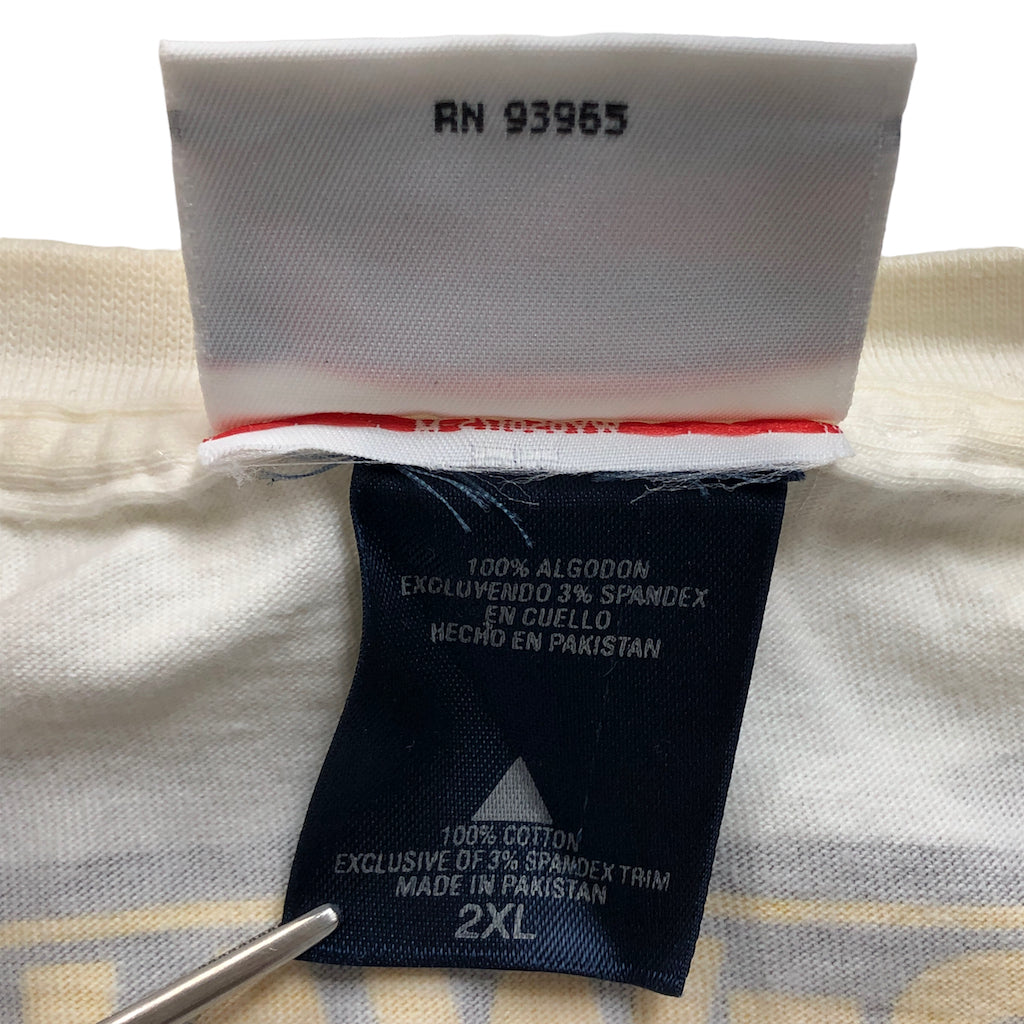 RN 93965
100% ALGODON
EXCLUYENDO 3% SPANDEX
EN CUELLO
HECHO EN PAKISTAN
100% COTTON
EXCLUSIVE OF 3% SPANDEX TRIM
MADE IN PAKISTAN
2XL